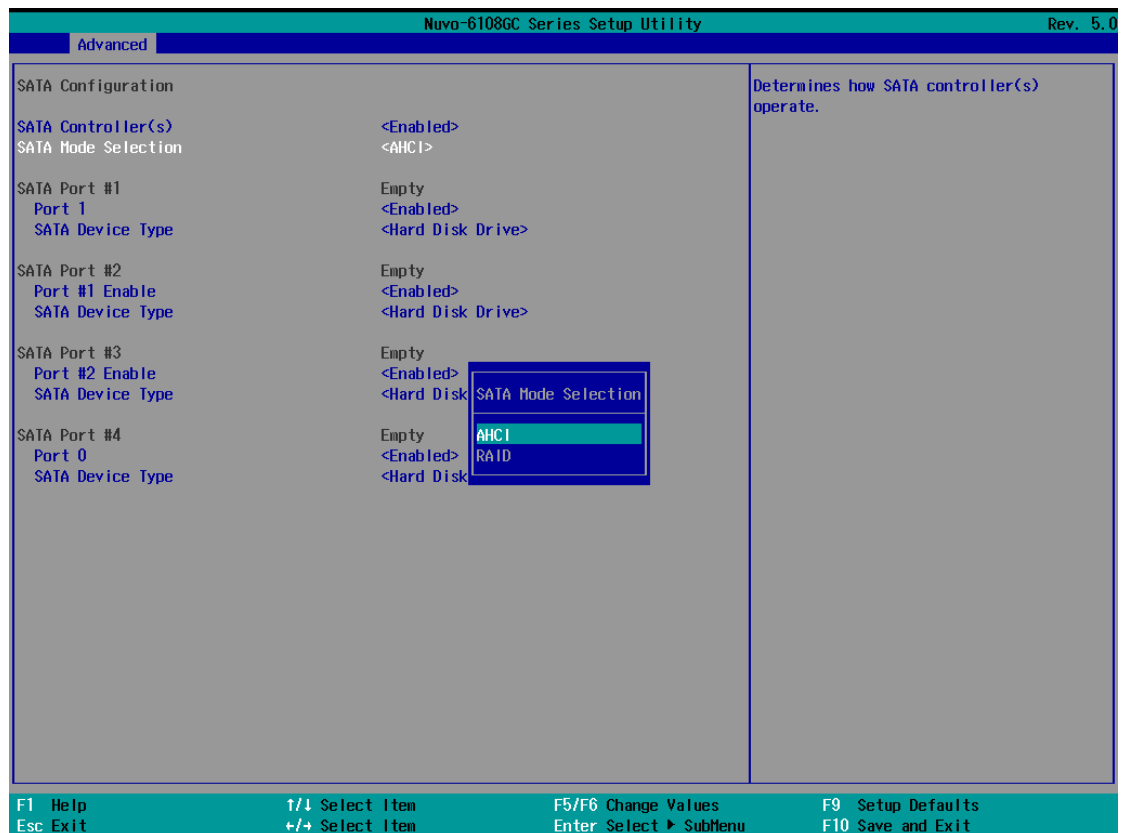 Nuvo-6108GC Series Setup Utility Rev. 5.0
Advanced
SATA Configuration
SATA Controller(s) <Enabled>
SATA Mode Selection <AHCI>
SATA Port #1 Empty
Port 1 <Enabled>
SATA Device Type <Hard Disk Drive>
SATA Port #2 Empty
Port #1 Enable <Enabled>
SATA Device Type <Hard Disk Drive>
SATA Port #3 Empty
Port #2 Enable <Enabled>
SATA Device Type <Hard Disk
SATA Port #4 Empty
Port 0 <Enabled>
SATA Device Type <Hard Disk
SATA Mode Selection
AHCI
RAID
Determines how SATA controller(s)
operate.
F1 Help ↑/↓ Select Item F5/F6 Change Values F9 Setup Defaults
Esc Exit ←/→ Select Item Enter Select ▶ SubMenu F10 Save and Exit